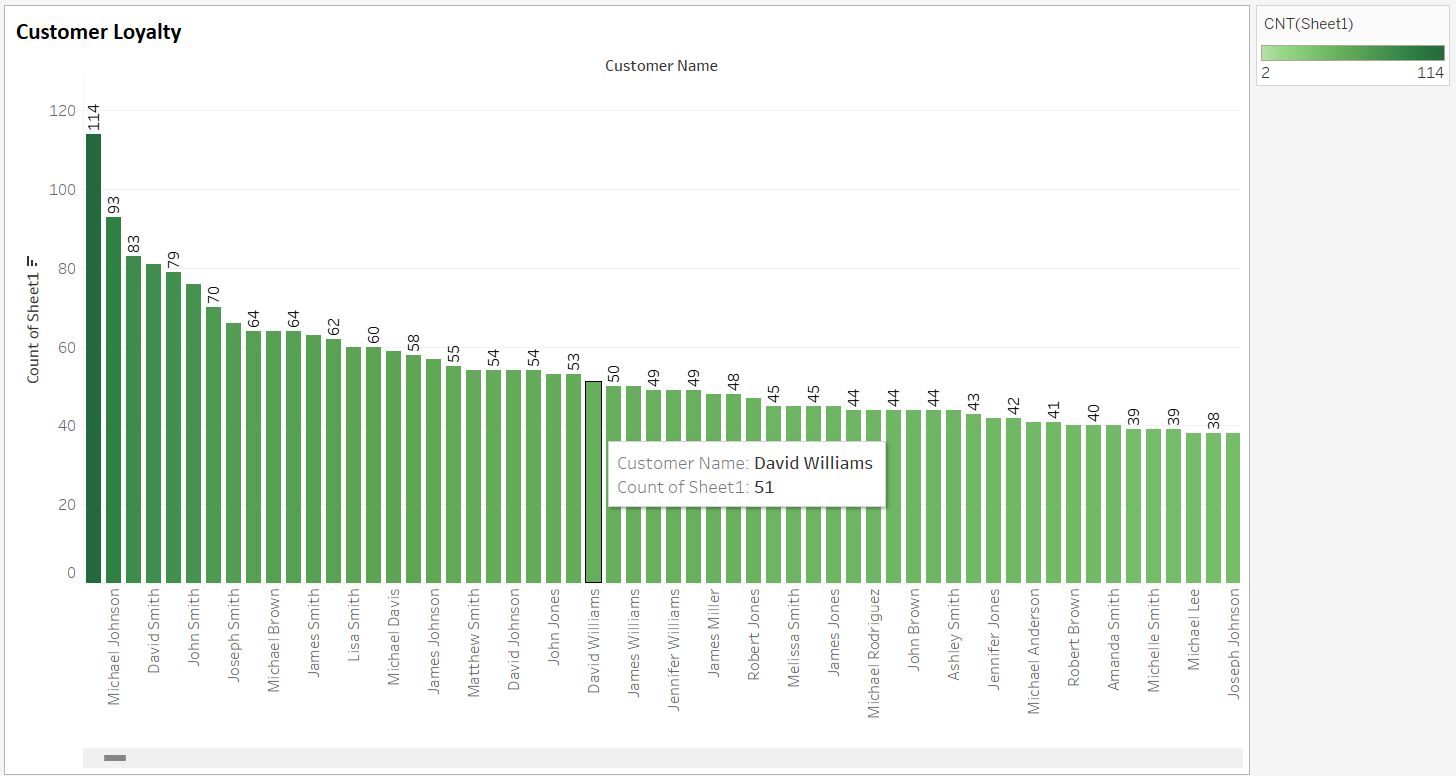 Customer Loyalty
CNT(Sheet1)
2 114
Customer Name
Count of Sheet1
120
100
80
60
40
20
0
114
93
83
79
70
64
64
62
60
58
55
54
54
53
50
49
49
48
45
45
44
44
44
43
42
41
40
39
39
38
Customer Name: David Williams
Count of Sheet1: 51
Michael Johnson
David Smith
John Smith
Joseph Smith
Michael Brown
James Smith
Lisa Smith
Michael Davis
James Johnson
Matthew Smith
David Johnson
John Jones
David Williams
James Williams
Jennifer Williams
James Miller
Robert Jones
Melissa Smith
James Jones
Michael Rodriguez
John Brown
Ashley Smith
Jennifer Jones
Michael Anderson
Robert Brown
Amanda Smith
Michelle Smith
Michael Lee
Joseph Johnson